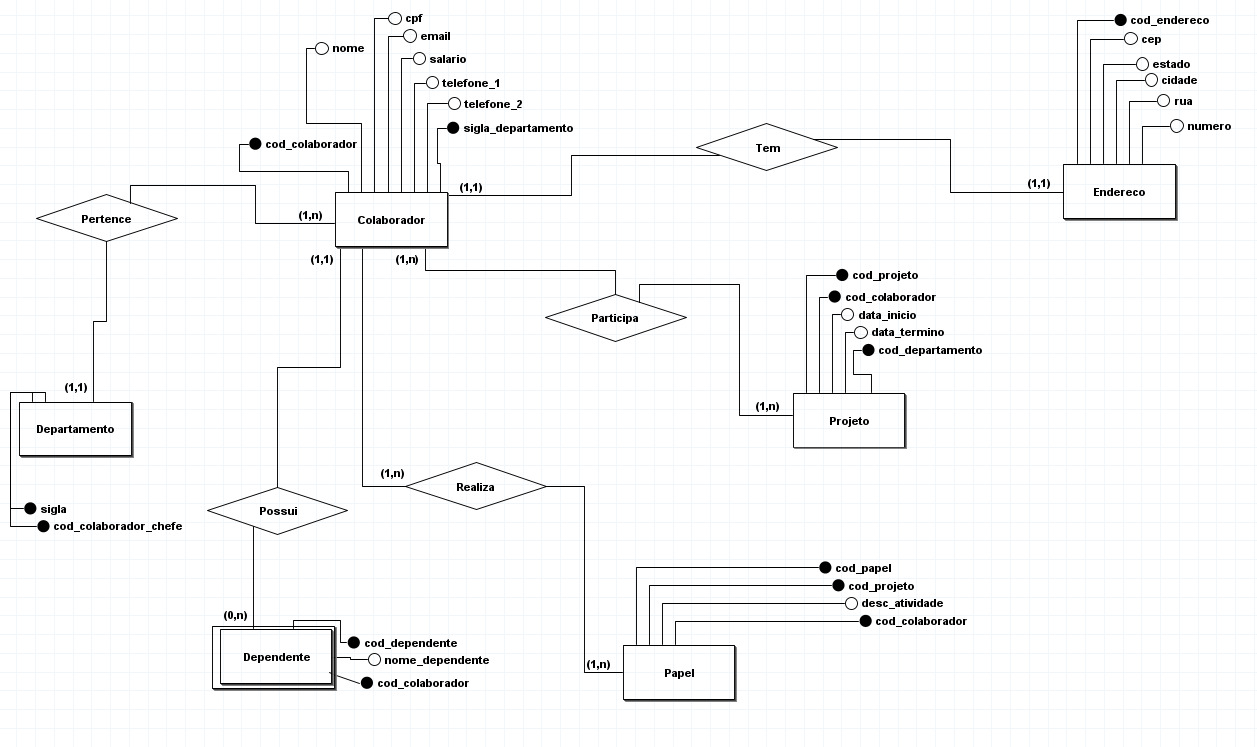 cpf
email
nome
salario
telefone_1
telefone_2
sigla_departamento
cod_colaborador
cod_endereco
cep
estado
cidade
rua
numero
Tem
(1,1)
(1,1)
Endereco
Pertence
(1,n)
Colaborador
(1,1)
(1,n)
Participa
cod_projeto
cod_colaborador
data_inicio
data_termino
cod_departamento
(1,n)
Projeto
(1,1)
Departamento
sigla
cod_colaborador_chefe
(1,n)
Realiza
Possui
(0,n)
Dependente
cod_dependente
nome_dependente
cod_colaborador
cod_papel
cod_projeto
desc_atividade
cod_colaborador
(1,n)
Papel